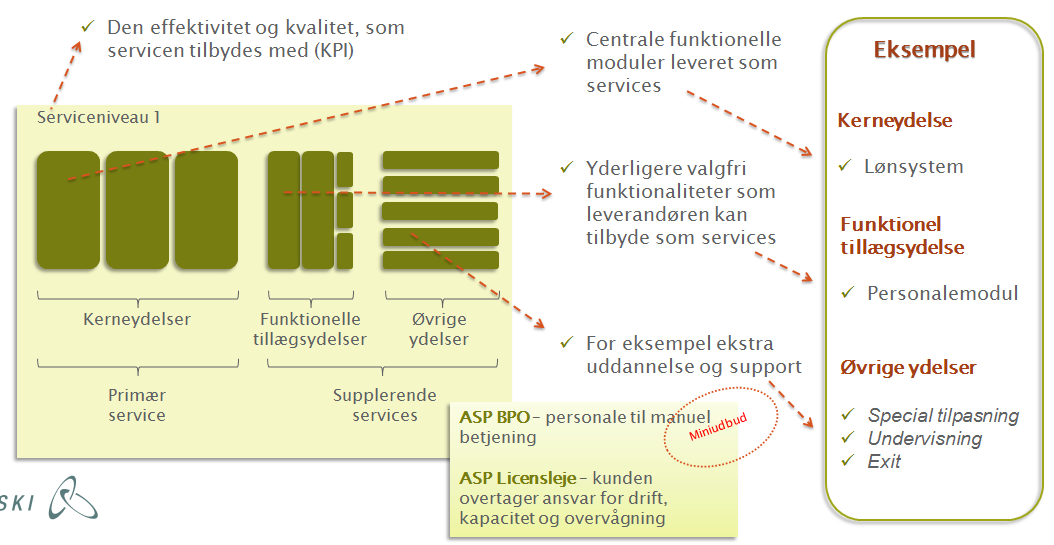 Den effektivitet og kvalitet, som
servicen tilbydes med (KPI)
Serviceniveau 1
Kerneydelser
Funktionelle
tillægsydelser
Øvrige
ydelser
Primær
service
Supplerende
services
Centrale funktionelle
moduler leveret som
services
Yderligere valgfri
funktionaliteter som
leverandøren kan
tilbyde som services
For eksempel ekstra
uddannelse og support
ASP BPO – personale til manuel
betjening
ASP Licensleje – kunden
overtager ansvar for drift,
kapacitet og overvågning
Miniudbud
Eksempel
Kerneydelse
Lønsystem
Funktionel
tillægsydelse
Personalemodul
Øvrige ydelser
Special tilpasning
Undervisning
Exit
SKI